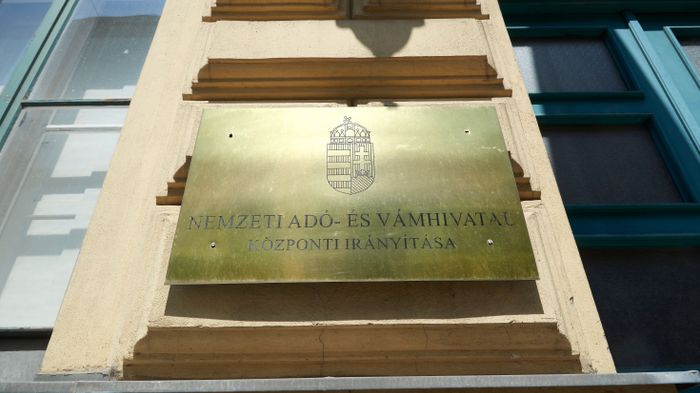 NEMZETI ADÓ- ÉS VÁMHIVATAL
KÖZPONTI IRÁNYÍTÁSA